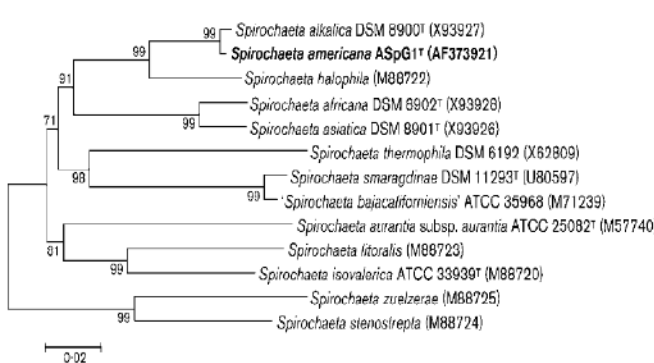 99
Spirochaeta alkalica DSM 8900ᵀ (X93927)
99
Spirochaeta americana ASpG1ᵀ (AF373921)
91
Spirochaeta halophila (M88722)
Spirochaeta africana DSM 8902ᵀ (X93928)
71
99
Spirochaeta asiatica DSM 8901ᵀ (X93926)
Spirochaeta thermophila DSM 6192 (X62809)
98
Spirochaeta smaragdinae DSM 11293ᵀ (U80597)
99
'Spirochaeta bajacaliforniensis' ATCC 35968 (M71239)
Spirochaeta aurantia subsp. aurantia ATCC 25082ᵀ (M57740
81
Spirochaeta litoralis (M88723)
99
Spirochaeta isovalerica ATCC 33939ᵀ (M88720)
Spirochaeta zuelzerae (M88725)
99
Spirochaeta stenostrepta (M88724)
0·02